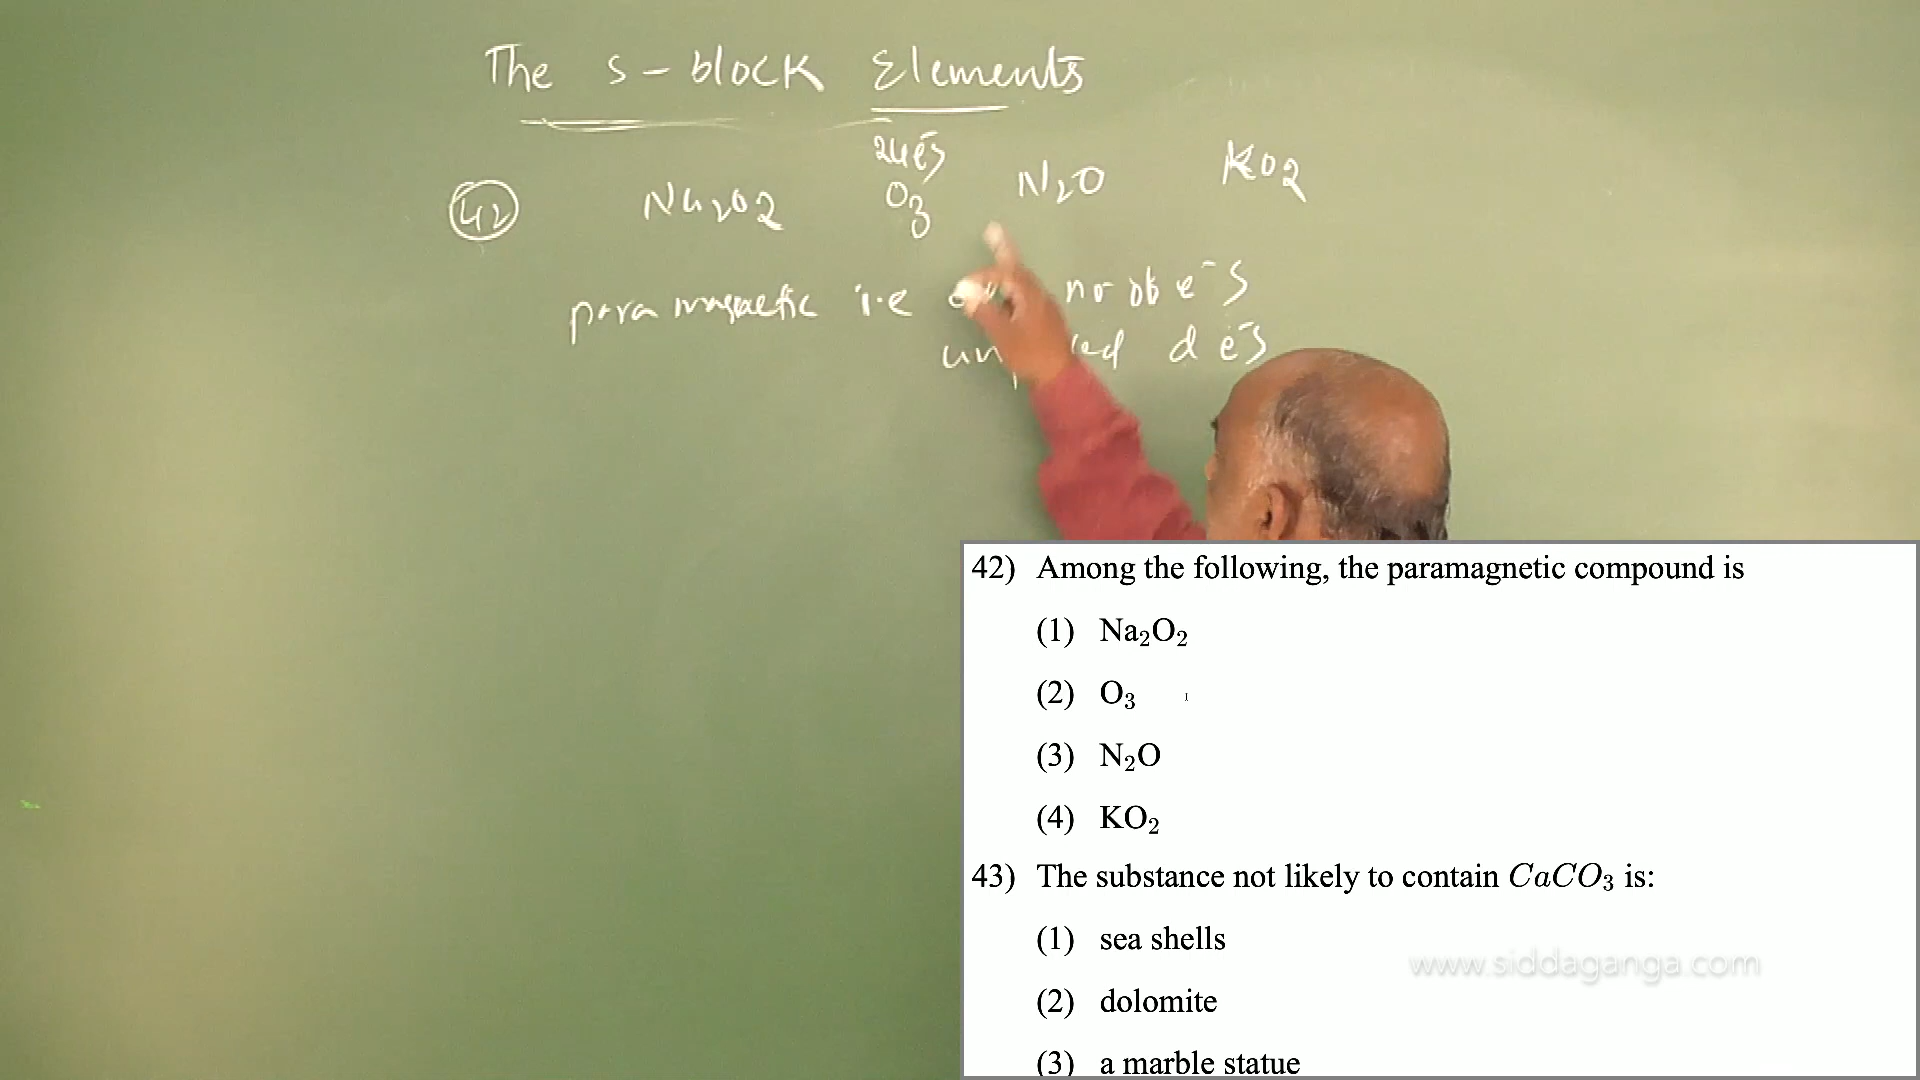 The s-block Elements
24e⁻s
42 Na₂O₂ O₃ N₂O KO₂
paramagnetic i.e no ob e⁻s
d e⁻s
42) Among the following, the paramagnetic compound is
(1) Na₂O₂
(2) O₃
(3) N₂O
(4) KO₂
43) The substance not likely to contain CaCO₃ is:
(1) sea shells
www.siddaganga.com
(2) dolomite
(3) a marble statue